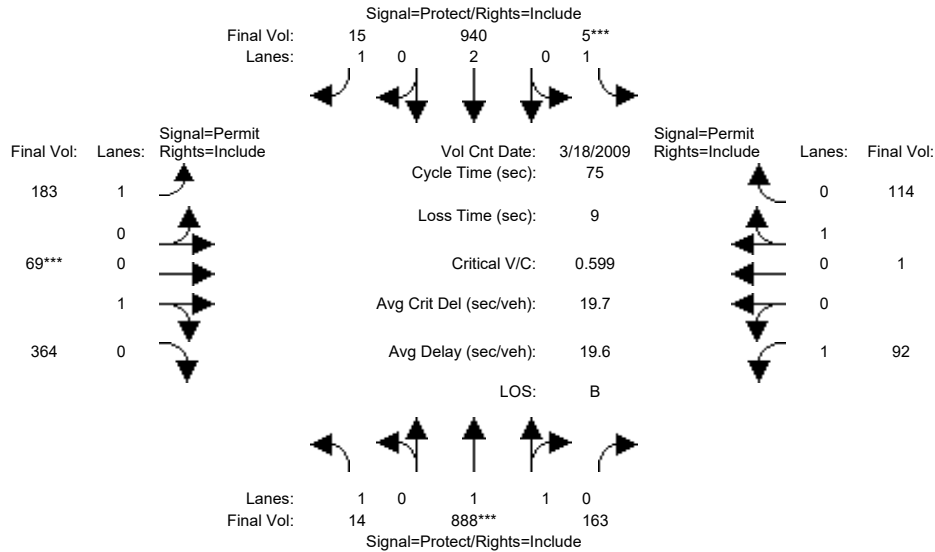 Signal=Protect/Rights=Include
Final Vol: 15 940 5***
Lanes: 1 0 2 0 1
Signal=Permit Signal=Permit
Final Vol: Lanes: Rights=Include Vol Cnt Date: 3/18/2009 Rights=Include Lanes: Final Vol:
Cycle Time (sec): 75
183 1 0 114
Loss Time (sec): 9
0 1
69*** 0 Critical V/C: 0.599 0 1
1 Avg Crit Del (sec/veh): 19.7 0
364 0 Avg Delay (sec/veh): 19.6 1 92
LOS: B
Lanes: 1 0 1 1 0
Final Vol: 14 888*** 163
Signal=Protect/Rights=Include